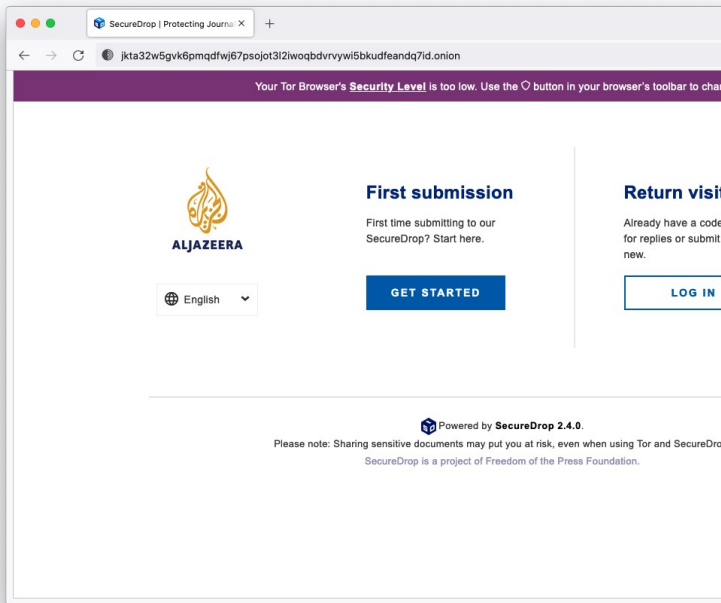 SecureDrop | Protecting Journa
jkta32w5gvk6pmqdfwj67psojot3l2iwoqbdvrvywi5bkudfeandq7id.onion
Your Tor Browser's Security Level is too low. Use the button in your browser's toolbar to chan
ALJAZEERA
English
First submission
First time submitting to our
SecureDrop? Start here.
GET STARTED
Return visit
Already have a code
for replies or submit
new.
LOG IN
Powered by SecureDrop 2.4.0.
Please note: Sharing sensitive documents may put you at risk, even when using Tor and SecureDro
SecureDrop is a project of Freedom of the Press Foundation.